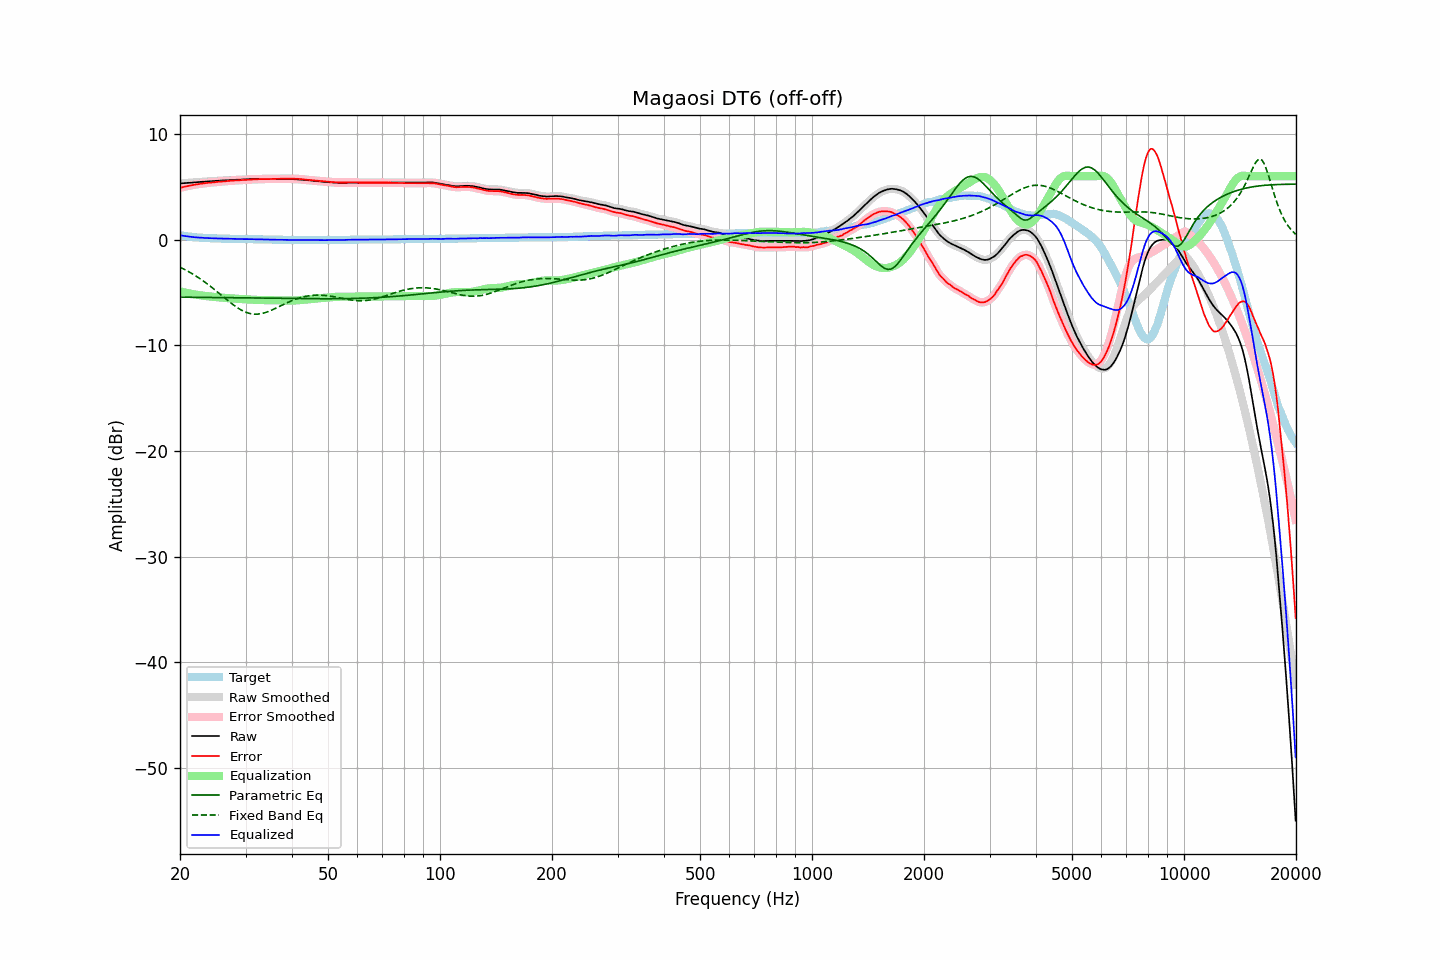 Magaosi DT6 (off-off)
Amplitude (dBr)
10
0
−10
−20
−30
−40
−50
Target
Raw Smoothed
Error Smoothed
Raw
Error
Equalization
Parametric Eq
Fixed Band Eq
Equalized
20 50 100 200 500 1000 2000 5000 10000 20000
Frequency (Hz)